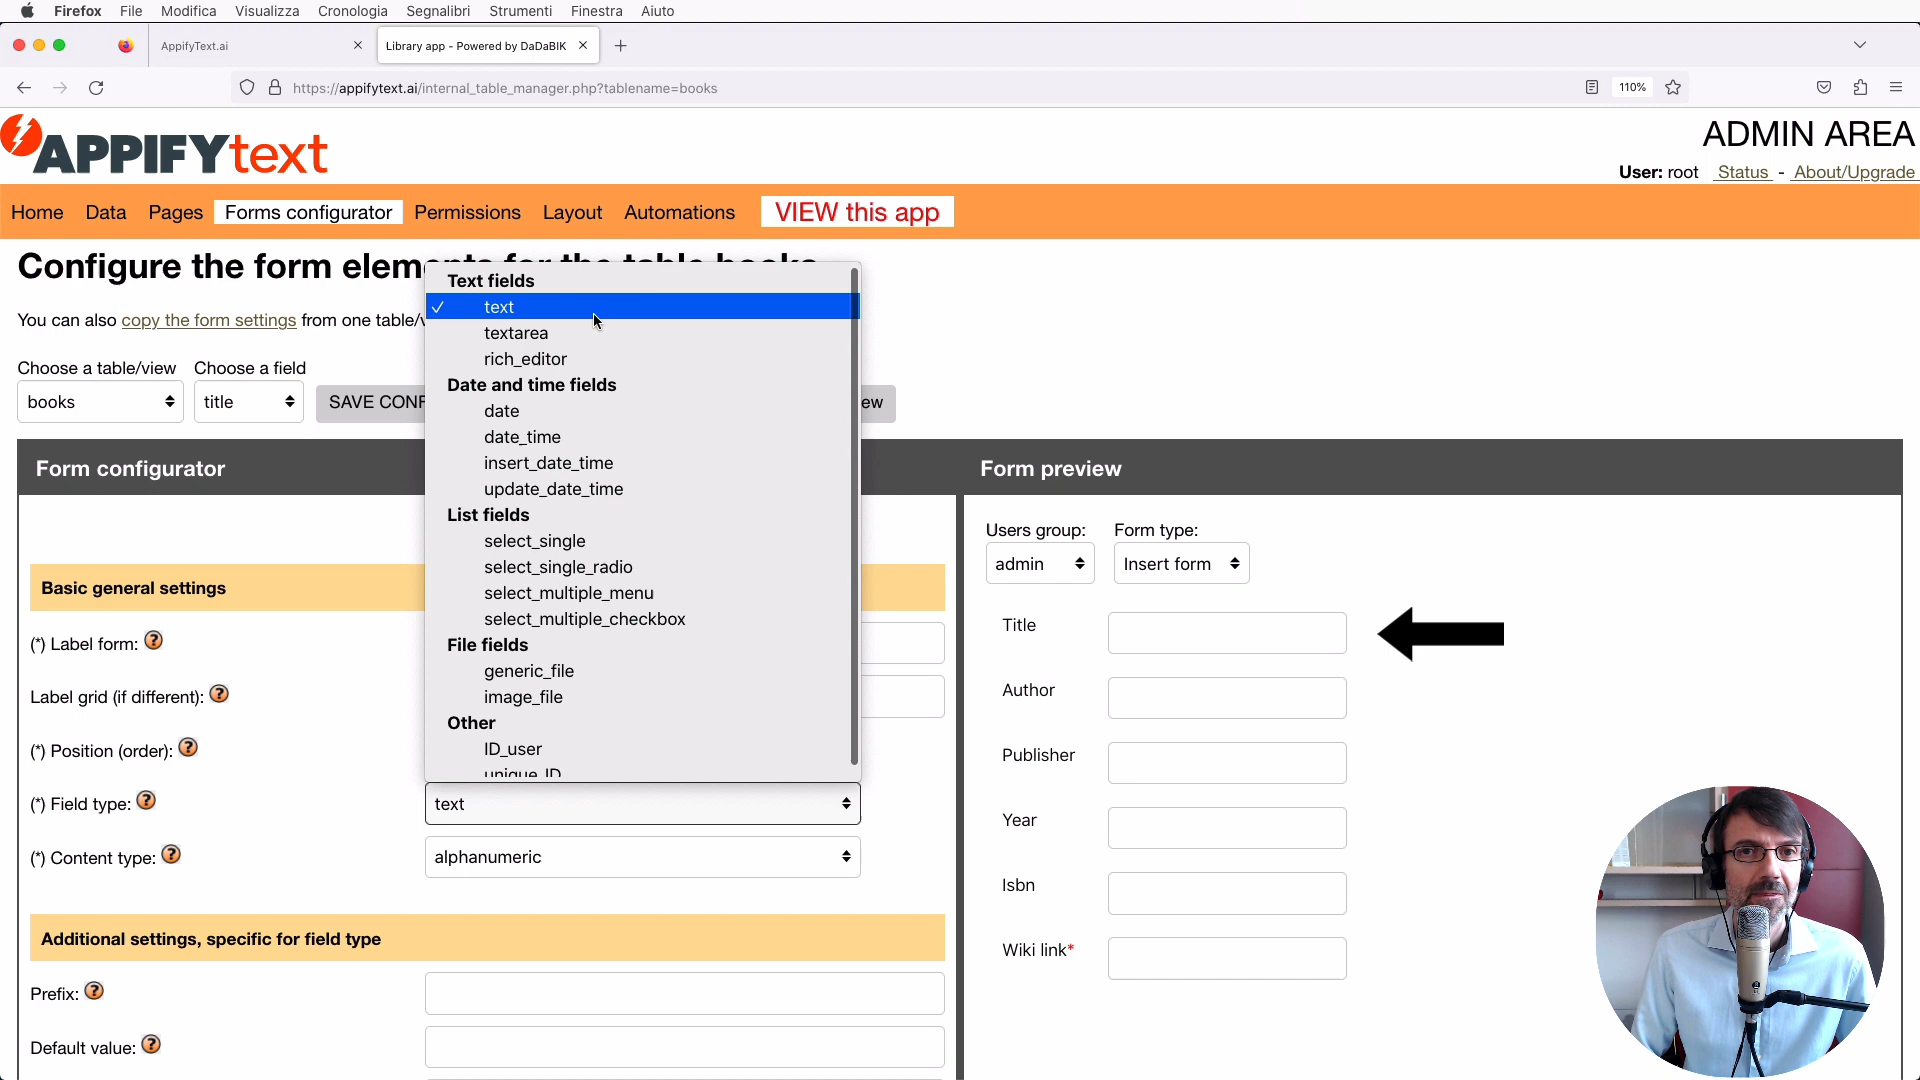 Firefox File Modifica Visualizza Cronologia Segnalibri Strumenti Finestra Aiuto
AppifyText.ai
Library app - Powered by DaDaBIK
https://appifytext.ai/internal_table_manager.php?tablename=books
110%
APPIFYtext
ADMIN AREA
User: root Status - About/Upgrade
Home Data Pages Forms configurator Permissions Layout Automations VIEW this app
Configure the form
You can also copy the form settings from one
Choose a table/view Choose a field
books title SAVE ew
Text fields
✓ text
textarea
rich_editor
Date and time fields
date
date_time
insert_date_time
update_date_time
List fields
select_single
select_single_radio
select_multiple_menu
select_multiple_checkbox
File fields
generic_file
image_file
Other
ID_user
unique_ID
Form configurator
Basic general settings
(*) Label form: ?
Label grid (if different): ?
(*) Position (order): ?
(*) Field type: ? text
(*) Content type: ? alphanumeric
Additional settings, specific for field type
Prefix: ?
Default value: ?
Form preview
Users group: Form type:
admin Insert form
Title
Author
Publisher
Year
Isbn
Wiki link*